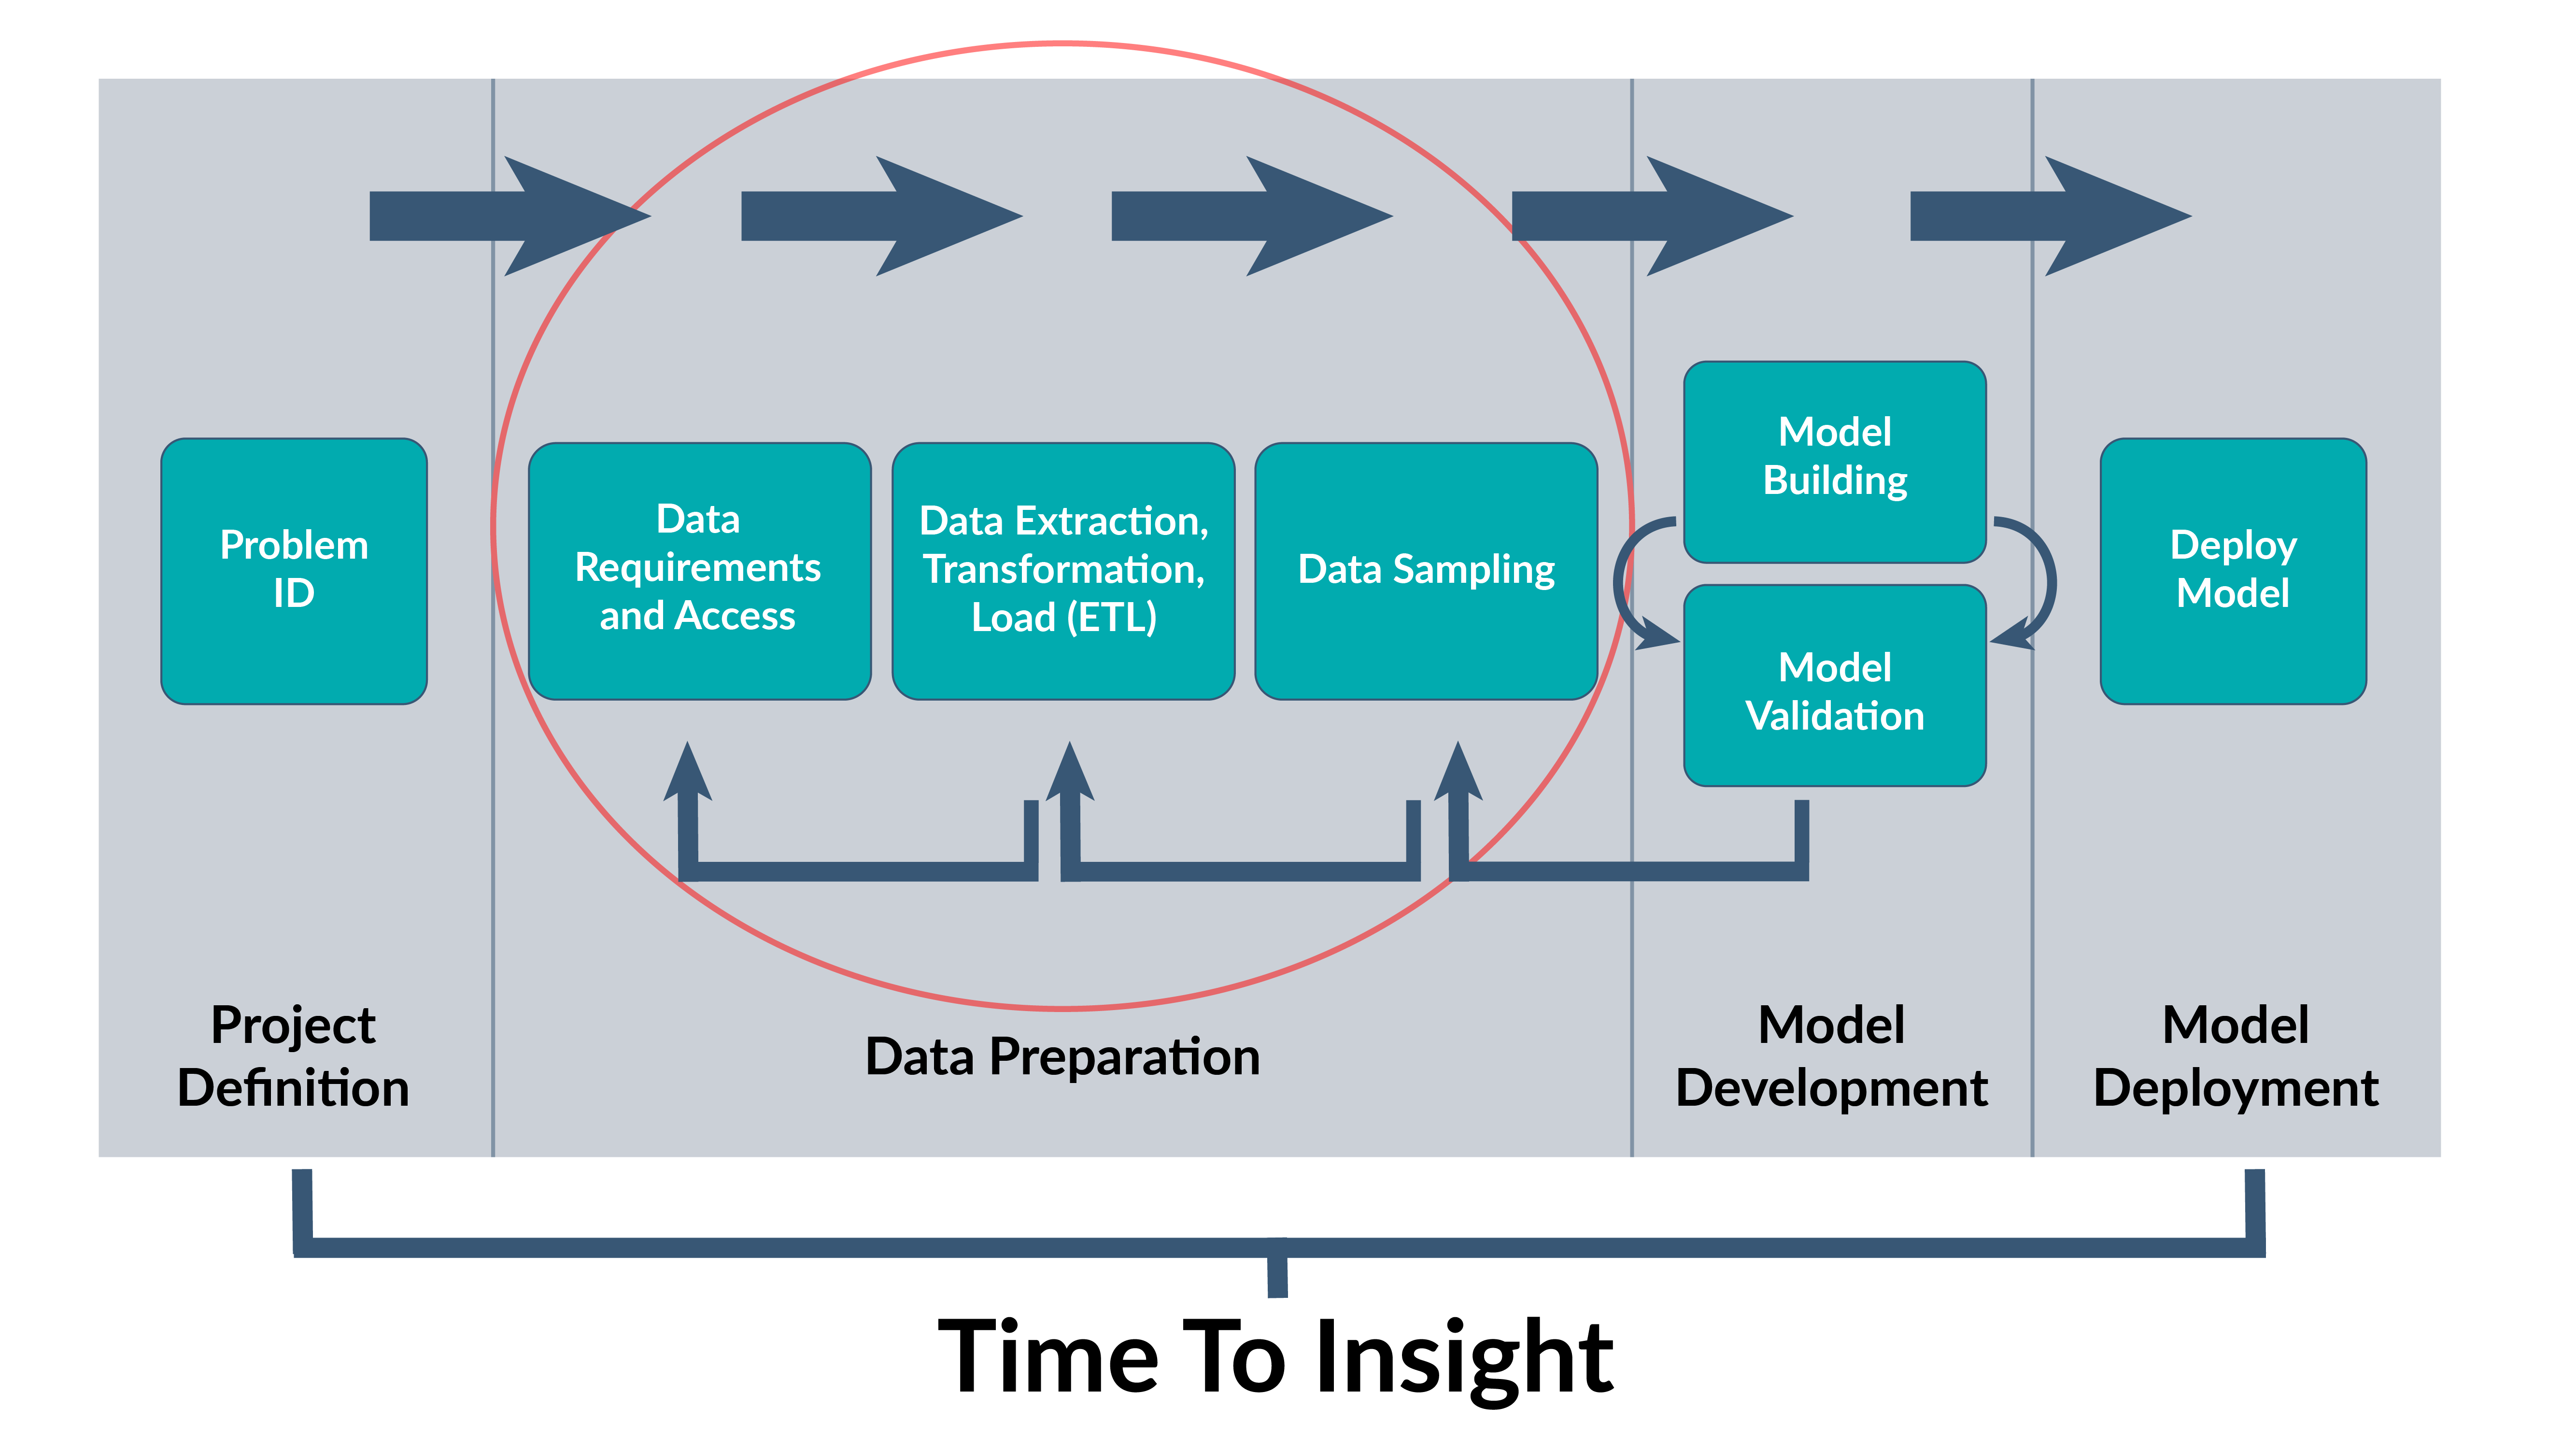 Problem
ID
Data
Requirements
and Access
Data Extraction,
Transformation,
Load (ETL)
Data Sampling
Model
Building
Model
Validation
Deploy
Model
Project
Definition
Data Preparation
Model
Development
Model
Deployment
Time To Insight